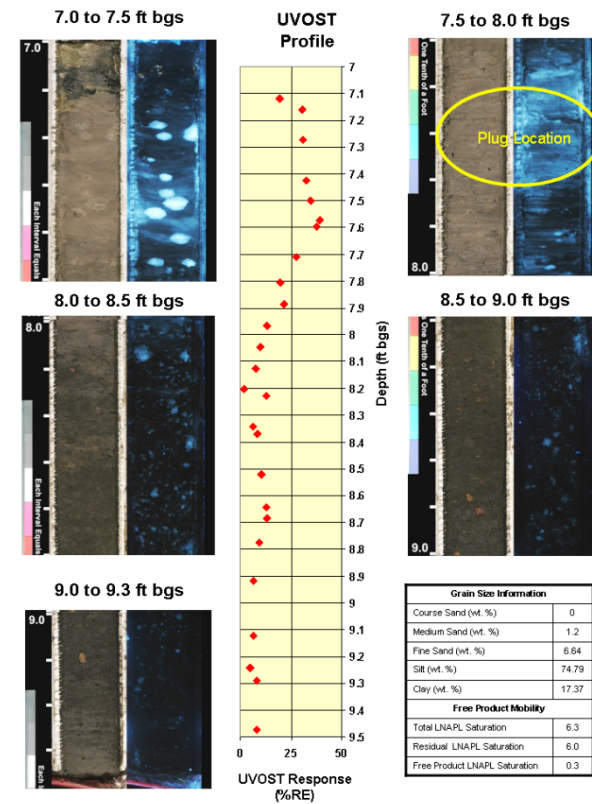 7.0 to 7.5 ft bgs
7.0
Each Interval Equals
UVOST
Profile
7
7.1
7.2
7.3
7.4
7.5
7.6
7.7
7.8
7.9
8
8.1
8.2
8.3
8.4
8.5
8.6
8.7
8.8
8.9
9
9.1
9.2
9.3
9.4
9.5
Depth (ft bgs)
0
25
50
UVOST Response
(%RE)
7.5 to 8.0 ft bgs
One Tenth of a Foot
Plug Location
8.0
8.0 to 8.5 ft bgs
8.0
Each Interval Equals
8.5 to 9.0 ft bgs
One Tenth of a Foot
9.0
9.0 to 9.3 ft bgs
9.0
Each In
Grain Size Information
Course Sand (wt. %) 0
Medium Sand (wt. %) 1.2
Fine Sand (wt. %) 6.64
Silt (wt. %) 74.79
Clay (wt. %) 17.37
Free Product Mobility
Total LNAPL Saturation 6.3
Residual LNAPL Saturation 6.0
Free Product LNAPL Saturation 0.3